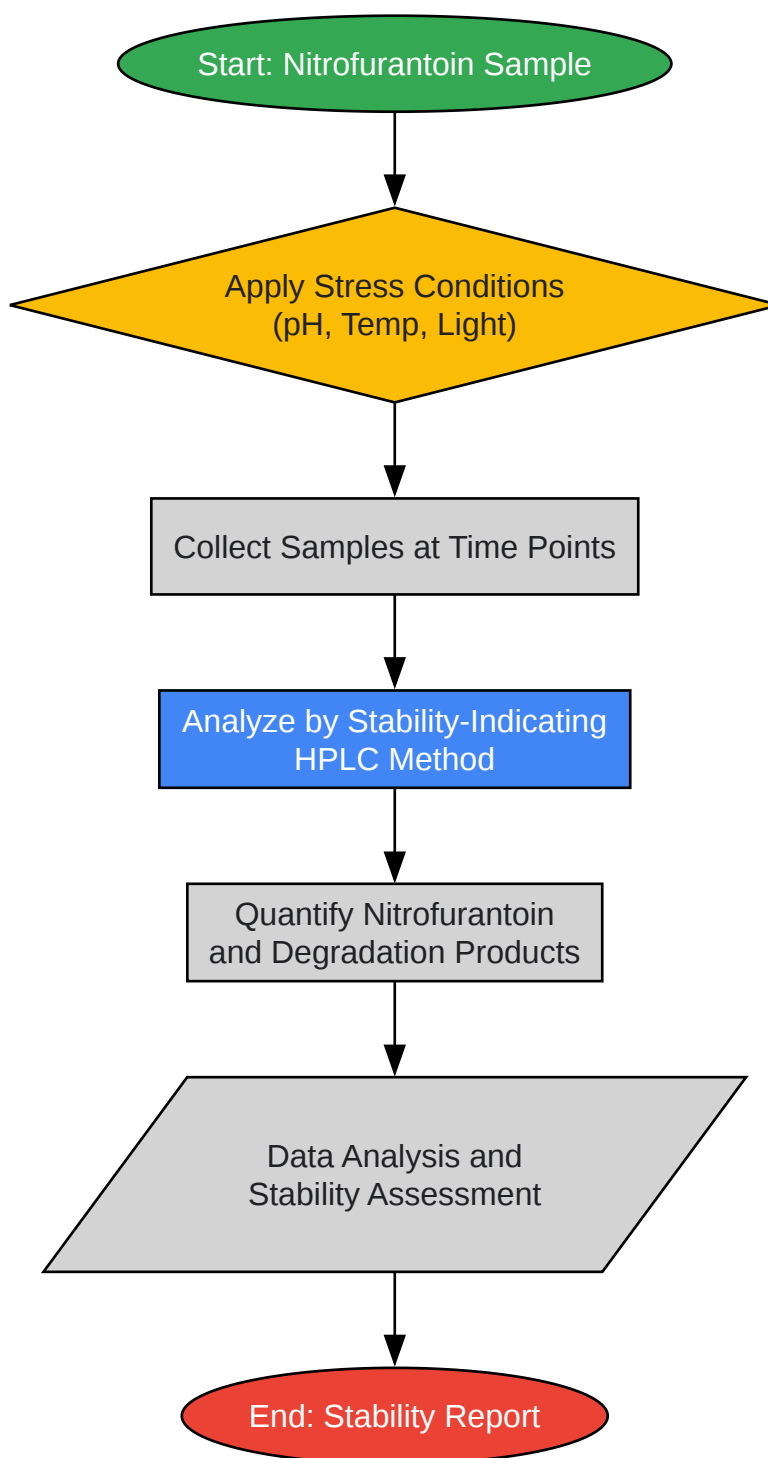 Start: Nitrofurantoin Sample
Apply Stress Conditions
(pH, Temp, Light)
Collect Samples at Time Points
Analyze by Stability-Indicating
HPLC Method
Quantify Nitrofurantoin
and Degradation Products
Data Analysis and
Stability Assessment
End: Stability Report